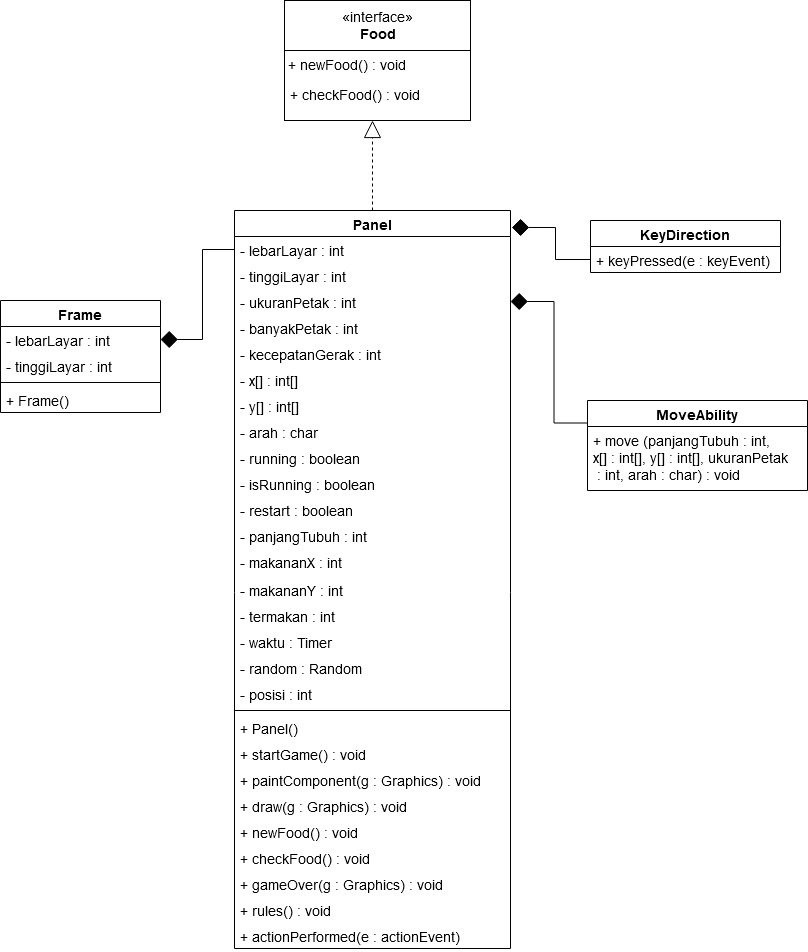 «interface»
Food
+ newFood() : void
+ checkFood() : void
Panel
- lebarLayar : int
- tinggiLayar : int
- ukuranPetak : int
- banyakPetak : int
- kecepatanGerak : int
- x[] : int[]
- y[] : int[]
- arah : char
- running : boolean
- isRunning : boolean
- restart : boolean
- panjangTubuh : int
- makananX : int
- makananY : int
- termakan : int
- waktu : Timer
- random : Random
- posisi : int
+ Panel()
+ startGame() : void
+ paintComponent(g : Graphics) : void
+ draw(g : Graphics) : void
+ newFood() : void
+ checkFood() : void
+ gameOver(g : Graphics) : void
+ rules() : void
+ actionPerformed(e : actionEvent)
Frame
- lebarLayar : int
- tinggiLayar : int
+ Frame()
KeyDirection
+ keyPressed(e : keyEvent)
MoveAbility
+ move (panjangTubuh : int,
x[] : int[], y[] : int[], ukuranPetak
: int, arah : char) : void